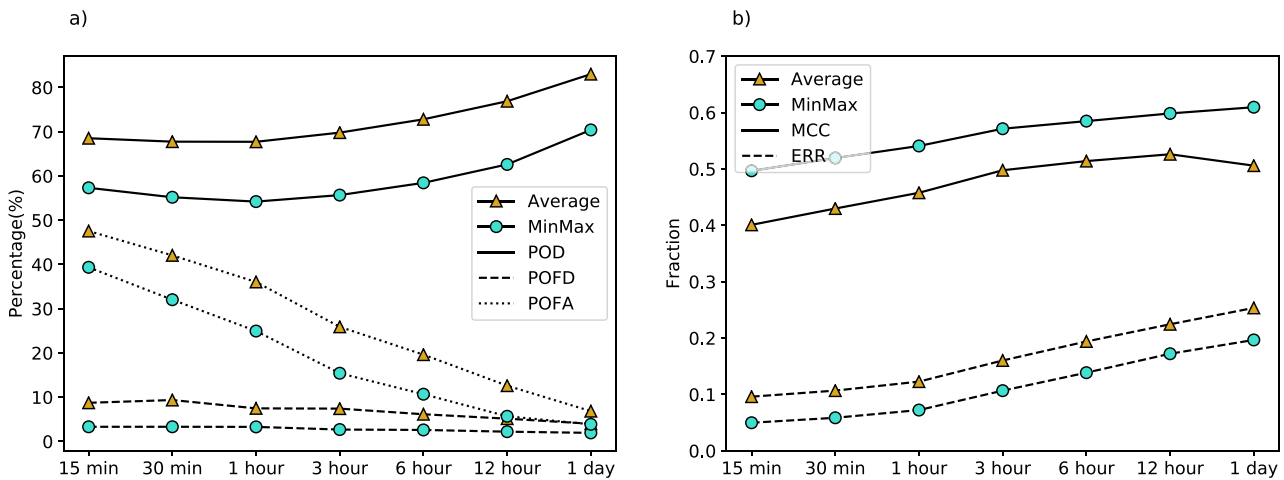 a)
Percentage(%)
80
70
60
50
40
30
20
10
0
15 min 30 min 1 hour 3 hour 6 hour 12 hour 1 day
Average
MinMax
POD
POFD
POFA
b)
Fraction
0.7
0.6
0.5
0.4
0.3
0.2
0.1
0.0
15 min 30 min 1 hour 3 hour 6 hour 12 hour 1 day
Average
MinMax
MCC
ERR